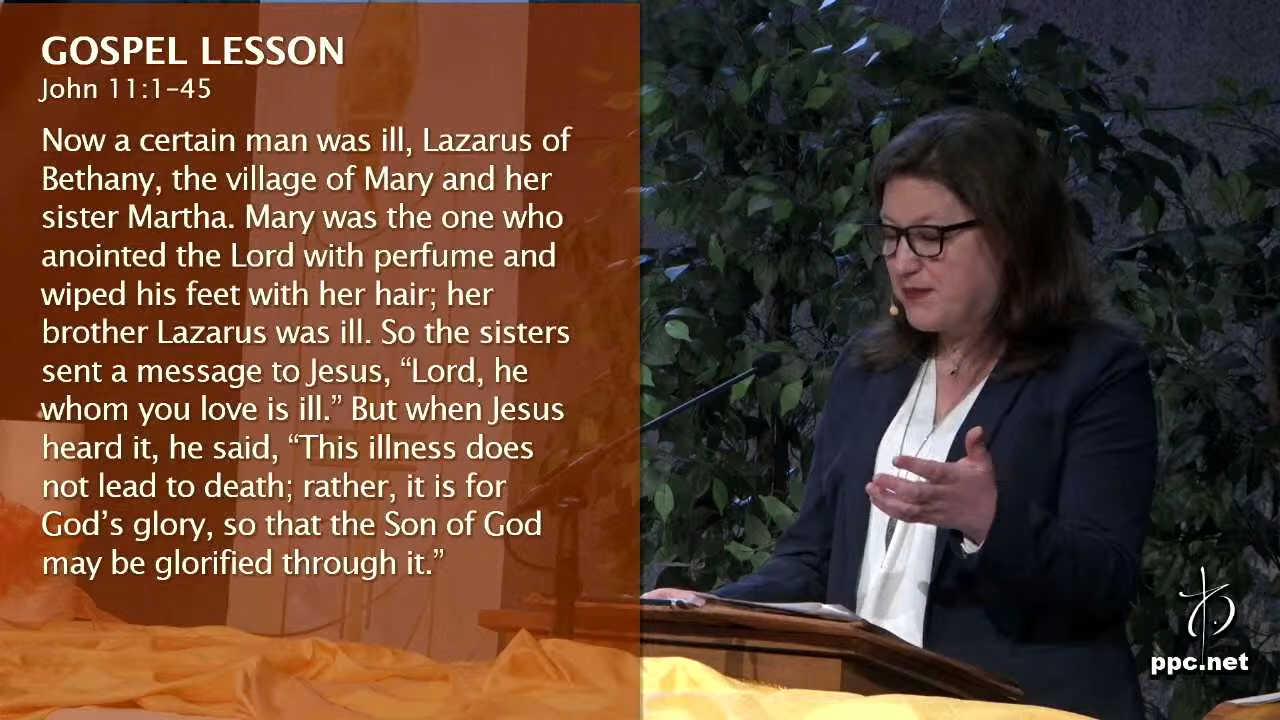 GOSPEL LESSON
John 11:1–45
Now a certain man was ill, Lazarus of
Bethany, the village of Mary and her
sister Martha. Mary was the one who
anointed the Lord with perfume and
wiped his feet with her hair; her
brother Lazarus was ill. So the sisters
sent a message to Jesus, “Lord, he
whom you love is ill.” But when Jesus
heard it, he said, “This illness does
not lead to death; rather, it is for
God’s glory, so that the Son of God
may be glorified through it.”
ppc.net